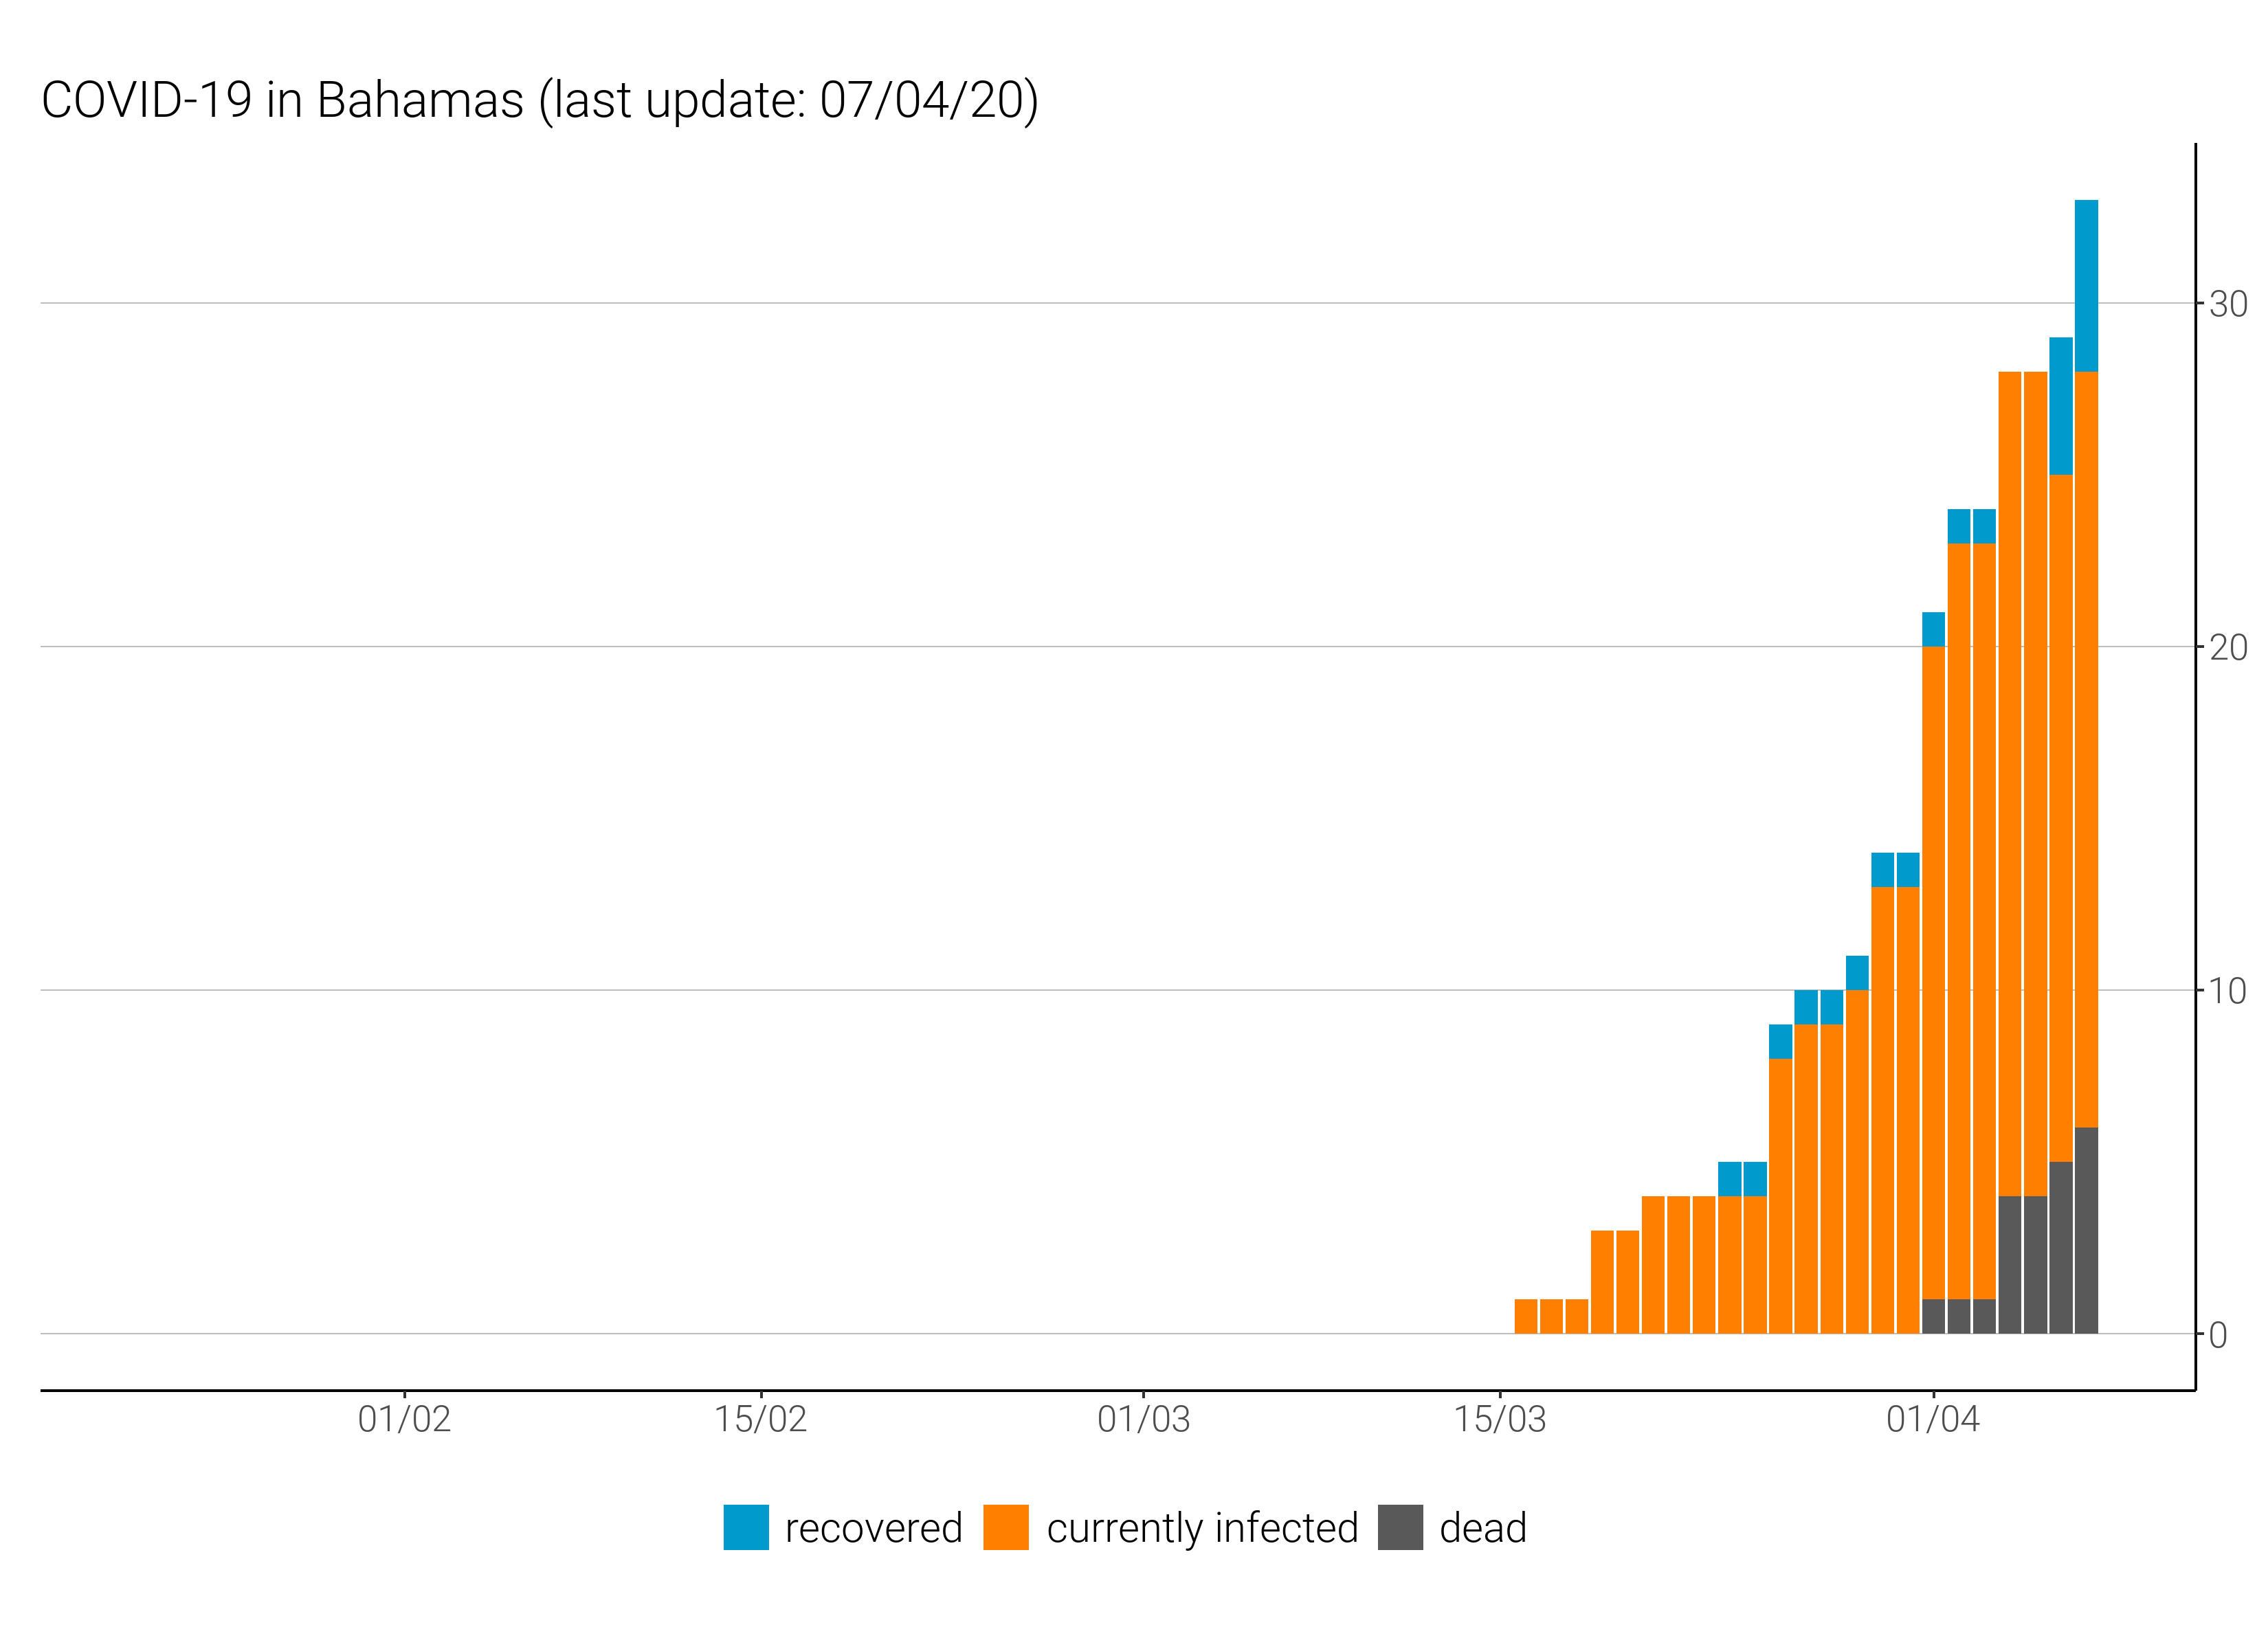 COVID-19 in Bahamas (last update: 07/04/20)
30
20
10
0
01/02 15/02 01/03 15/03 01/04
recovered currently infected dead